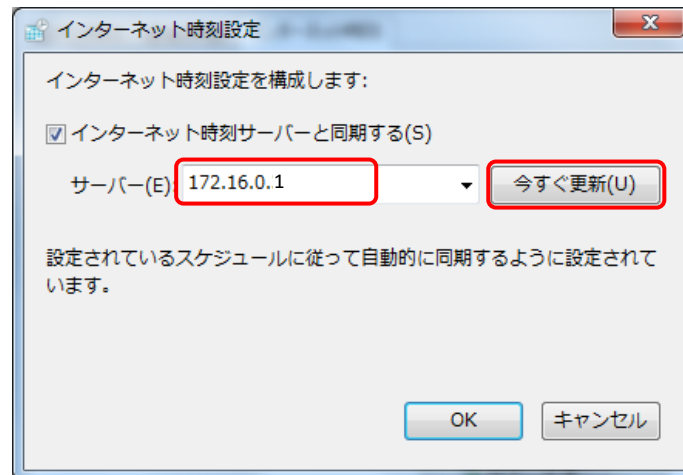 インターネット時刻設定
インターネット時刻設定を構成します:
インターネット時刻サーバーと同期する(S)
サーバー(E): 172.16.0.1 今すぐ更新(U)
設定されているスケジュールに従って自動的に同期するように設定されて
います。
OK キャンセル